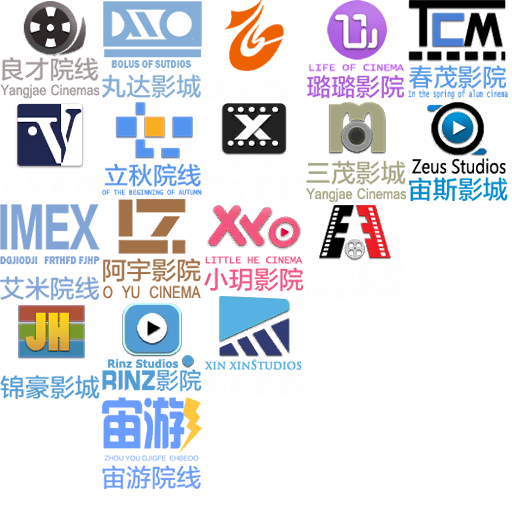 良才院线
Yangjae Cinemas
BOLUS OF SUTDIOS
丸达影城
LIFE OF CINEMA
璐璐影院
TCM
春茂影院
In the spring of alum cinema
V
立秋院线
OF THE BEGINNING OF AUTUMN
X
m
三茂影城
Yangjae Cinemas
Zeus Studios
宙斯影城
IMEX
DGJIODJI FRTHFD FJHP
艾米院线
阿宇影院
O YU CINEMA
XYO
LITTLE HE CINEMA
小玥影院
FF
JH
锦豪影城
Rinz Studios
RINZ影院
XIN XINSTUDIOS
宙游
ZHOU YOU GJIGFE EHBEOO
宙游院线